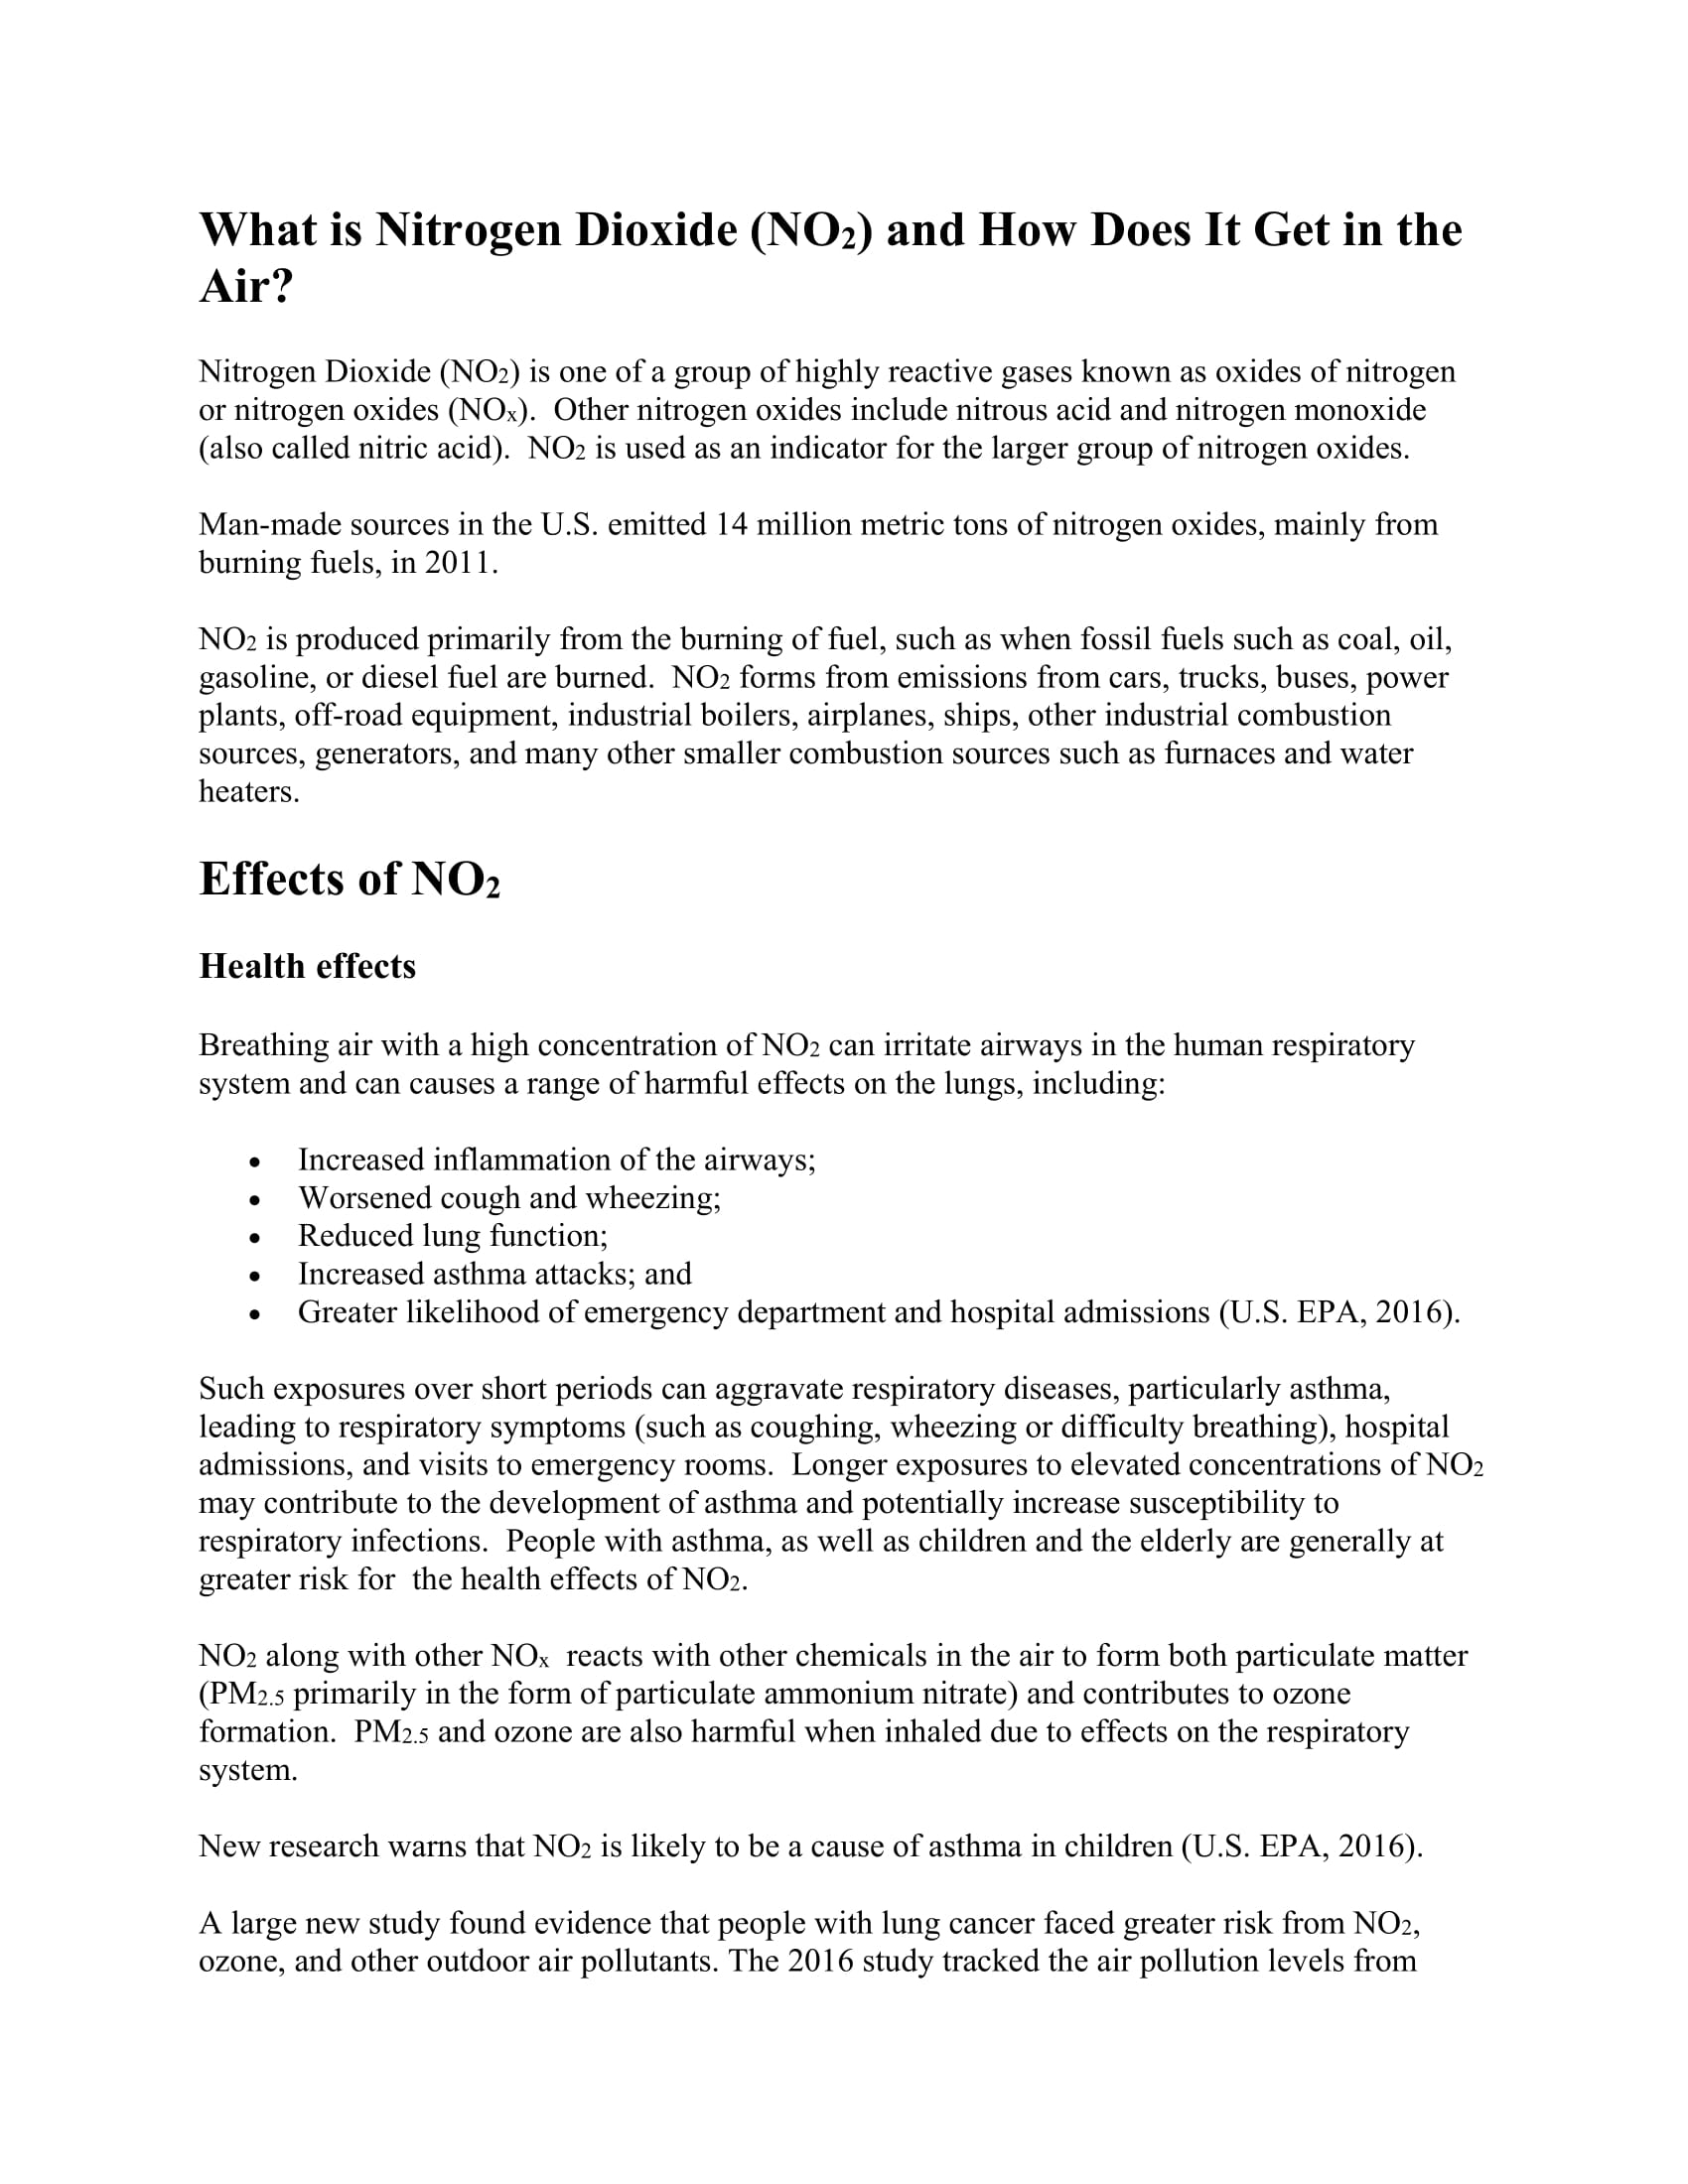 What is Nitrogen Dioxide (NO2) and How Does It Get in the
Air?
Nitrogen Dioxide (NO2) is one of a group of highly reactive gases known as oxides of nitrogen
or nitrogen oxides (NOx).  Other nitrogen oxides include nitrous acid and nitrogen monoxide
(also called nitric acid).  NO2 is used as an indicator for the larger group of nitrogen oxides.
Man-made sources in the U.S. emitted 14 million metric tons of nitrogen oxides, mainly from
burning fuels, in 2011.
NO2 is produced primarily from the burning of fuel, such as when fossil fuels such as coal, oil,
gasoline, or diesel fuel are burned.  NO2 forms from emissions from cars, trucks, buses, power
plants, off-road equipment, industrial boilers, airplanes, ships, other industrial combustion
sources, generators, and many other smaller combustion sources such as furnaces and water
heaters.
Effects of NO2
Health effects
Breathing air with a high concentration of NO2 can irritate airways in the human respiratory
system and can causes a range of harmful effects on the lungs, including:
• Increased inflammation of the airways;
• Worsened cough and wheezing;
• Reduced lung function;
• Increased asthma attacks; and
• Greater likelihood of emergency department and hospital admissions (U.S. EPA, 2016).
Such exposures over short periods can aggravate respiratory diseases, particularly asthma,
leading to respiratory symptoms (such as coughing, wheezing or difficulty breathing), hospital
admissions, and visits to emergency rooms.  Longer exposures to elevated concentrations of NO2
may contribute to the development of asthma and potentially increase susceptibility to
respiratory infections.  People with asthma, as well as children and the elderly are generally at
greater risk for  the health effects of NO2.
NO2 along with other NOx  reacts with other chemicals in the air to form both particulate matter
(PM2.5 primarily in the form of particulate ammonium nitrate) and contributes to ozone
formation.  PM2.5 and ozone are also harmful when inhaled due to effects on the respiratory
system.
New research warns that NO2 is likely to be a cause of asthma in children (U.S. EPA, 2016).
A large new study found evidence that people with lung cancer faced greater risk from NO2,
ozone, and other outdoor air pollutants. The 2016 study tracked the air pollution levels from